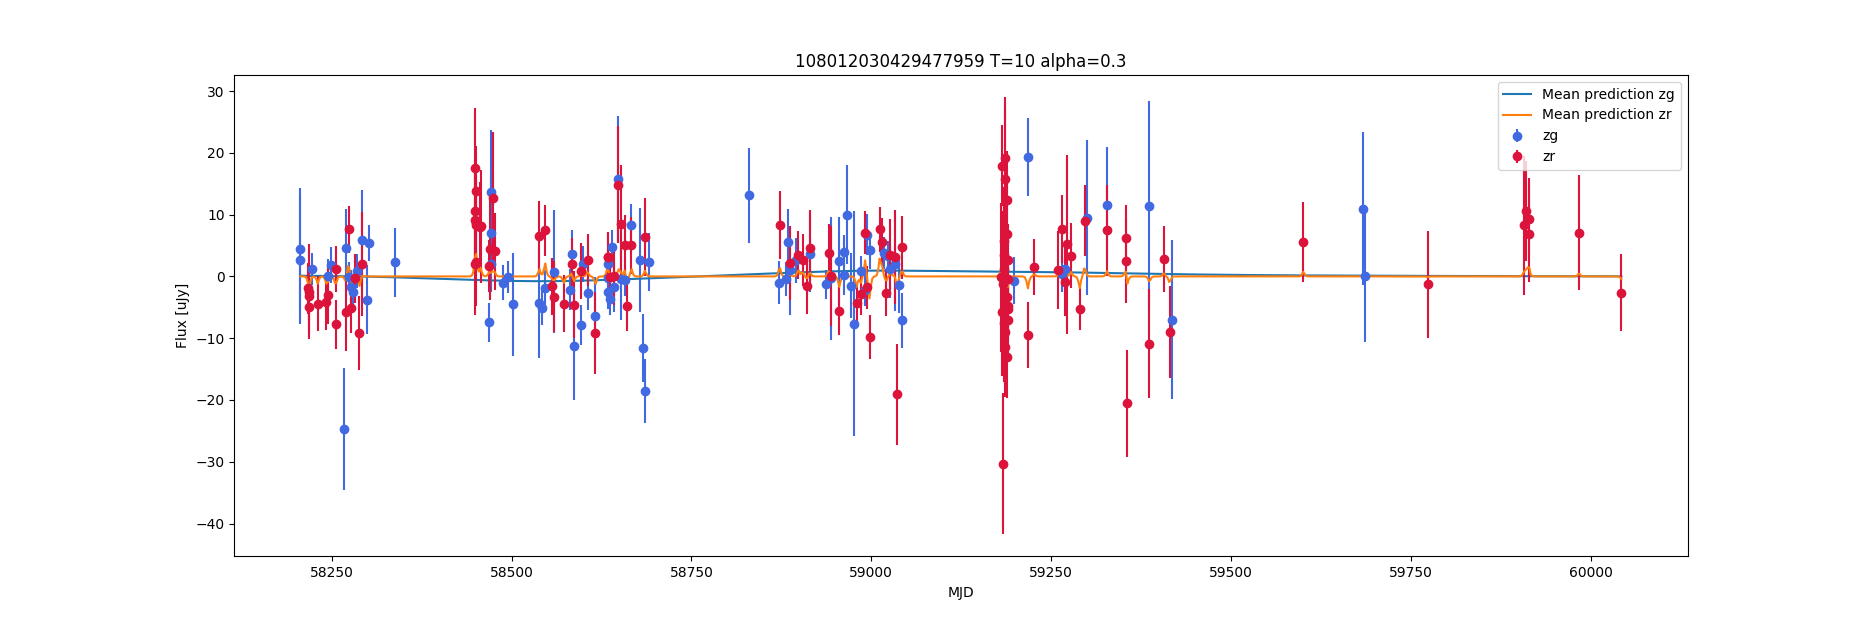 108012030429477959 T=10 alpha=0.3
Mean prediction zg
Mean prediction zr
zg
zr
Flux [uJy]
30
20
10
0
−10
−20
−30
−40
58250
58500
58750
59000
59250
59500
59750
60000
MJD